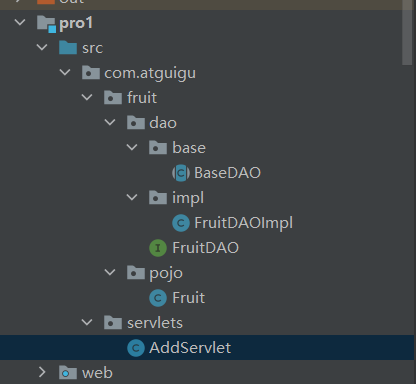 out
pro1
src
com.atguigu
fruit
dao
base
BaseDAO
impl
FruitDAOImpl
FruitDAO
pojo
Fruit
servlets
AddServlet
web